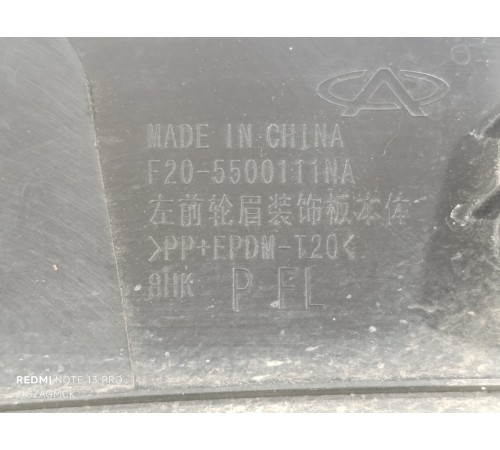 MADE IN CHINA
F20-5500111NA
左前轮眉装饰板本体
>PP+EPDM-T20<
8HK P FL
REDMI NOTE 13 PRO
ZIGZAGMCK